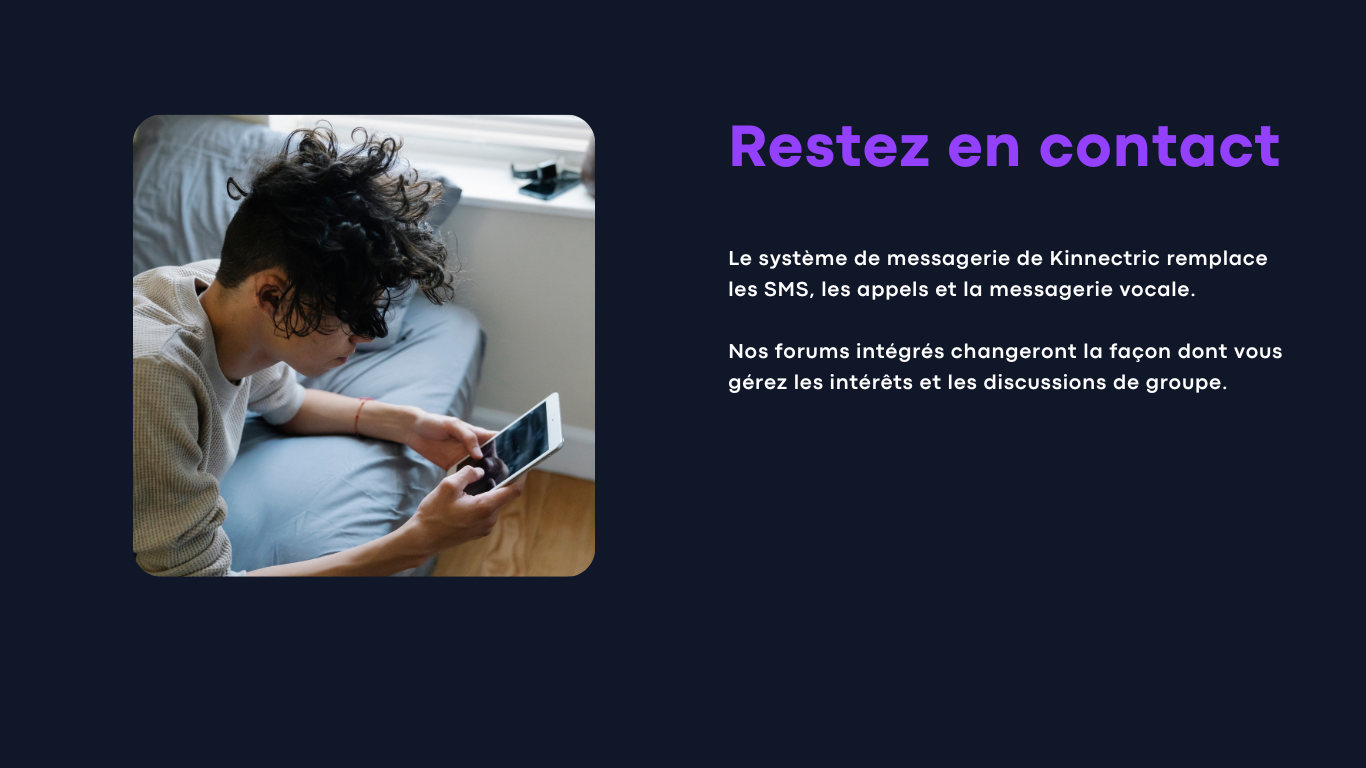 Restez en contact
Le système de messagerie de Kinnectric remplace
les SMS, les appels et la messagerie vocale.
Nos forums intégrés changeront la façon dont vous
gérez les intérêts et les discussions de groupe.